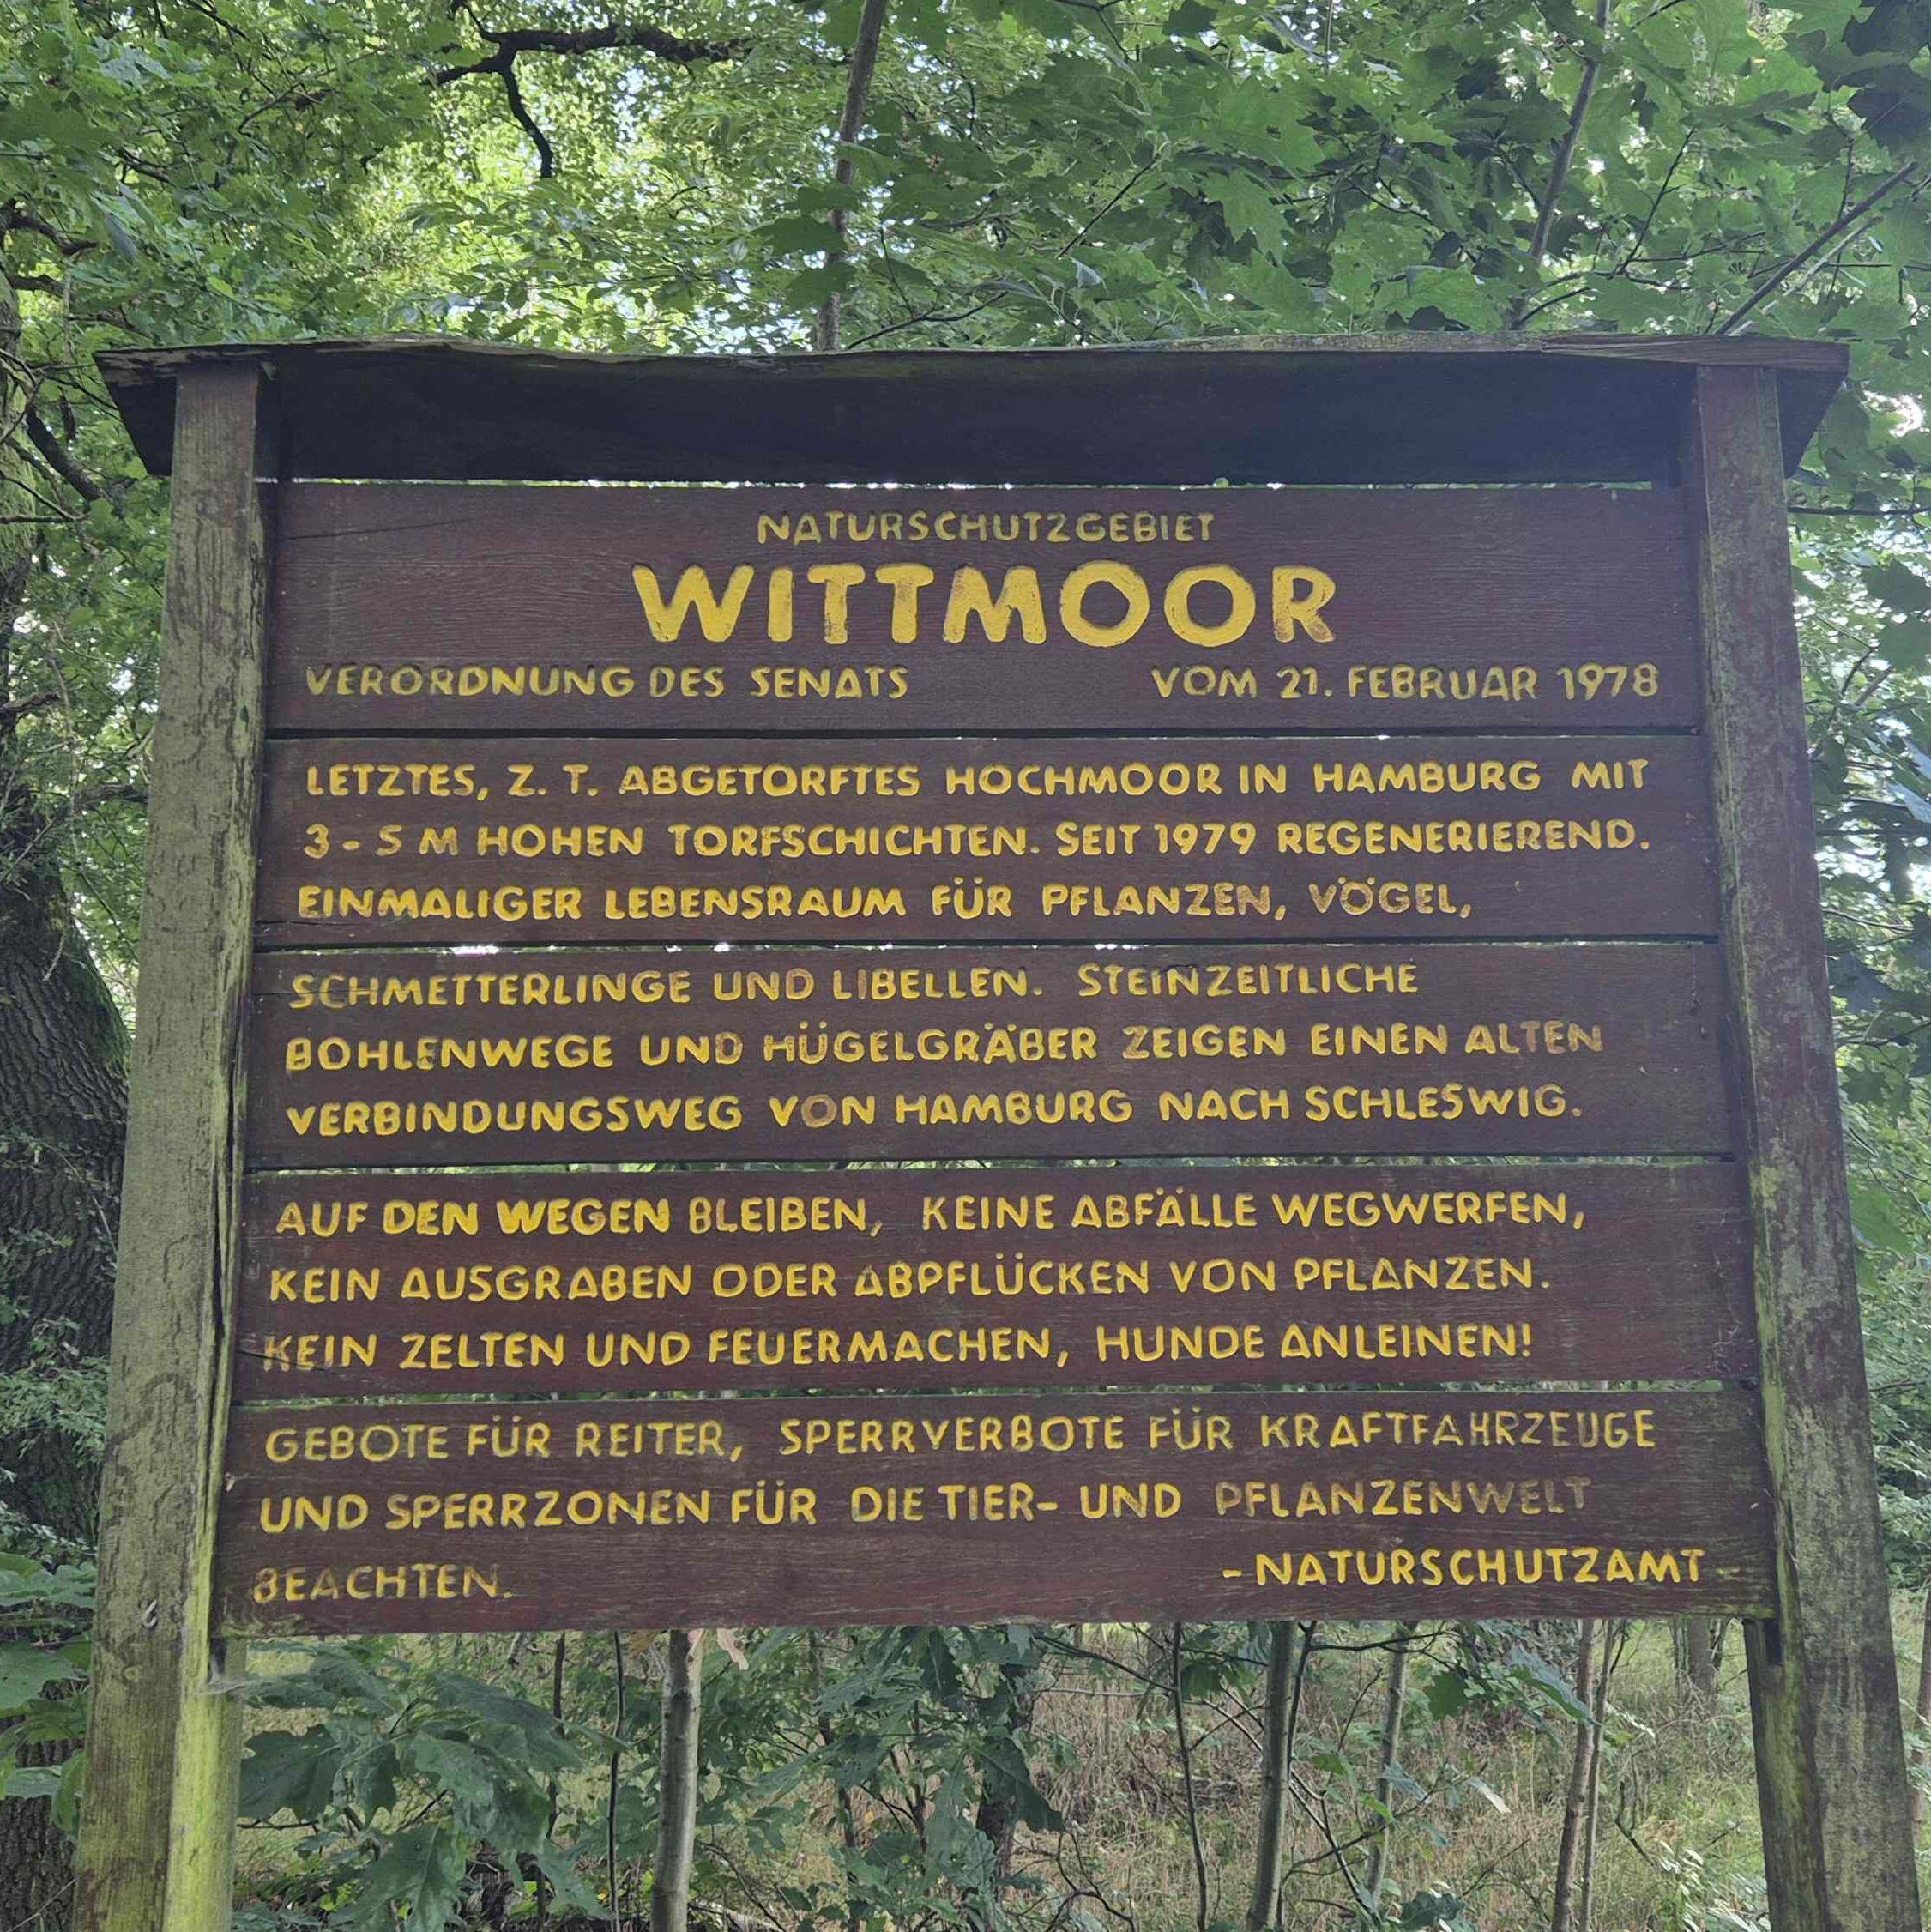 NATURSCHUTZGEBIET
WITTMOOR
VERORDNUNG DES SENATS VOM 21. FEBRUAR 1978
LETZTES, Z. T. ABGETORFTES HOCHMOOR IN HAMBURG MIT
3-5 M HOHEN TORFSCHICHTEN. SEIT 1979 REGENERIEREND.
EINMALIGER LEBENSRAUM FÜR PFLANZEN, VÖGEL,
SCHMETTERLINGE UND LIBELLEN. STEINZEITLICHE
BOHLENWEGE UND HÜGELGRÄBER ZEIGEN EINEN ALTEN
VERBINDUNGSWEG VON HAMBURG NACH SCHLESWIG.
AUF DEN WEGEN BLEIBEN, KEINE ABFÄLLE WEGWERFEN,
KEIN AUSGRABEN ODER ABPFLÜCKEN VON PFLANZEN.
KEIN ZELTEN UND FEUERMACHEN, HUNDE ANLEINEN!
GEBOTE FÜR REITER, SPERRVERBOTE FÜR KRAFTFAHRZEUGE
UND SPERRZONEN FÜR DIE TIER- UND PFLANZENWELT
BEACHTEN. -NATURSCHUTZAMT-